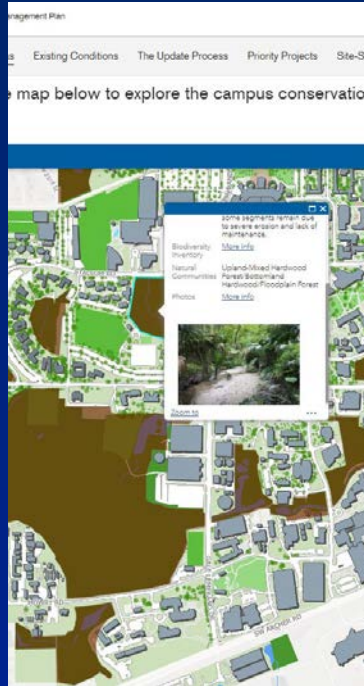 Management Plan
Existing Conditions The Update Process Priority Projects Site-S
map below to explore the campus conservatio
some segments remain due
to severe erosion and lack of
maintenance.
Biodiversity
Inventory
More info
Natural
Communities
Upland-Mixed Hardwood
Forest/Bottomland
Hardwood/Floodplain Forest
Photos
More info
Zoom to
SW ARCHER RD